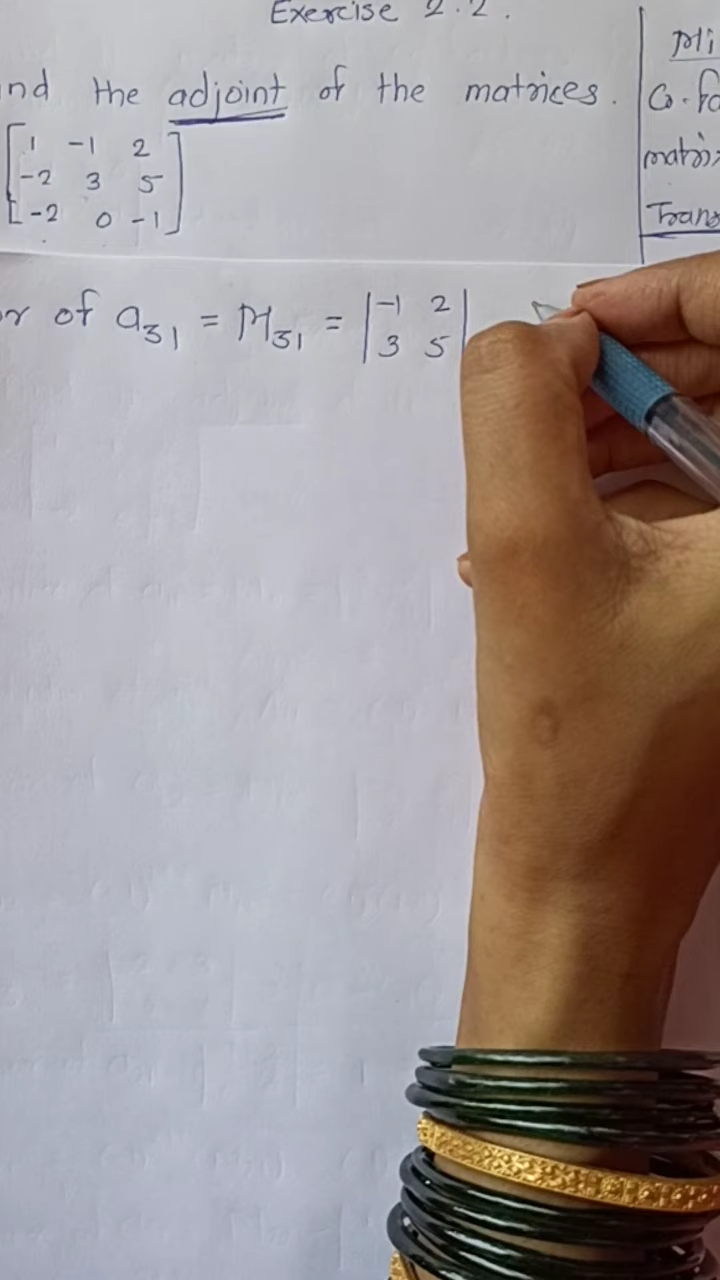 Exercise 2.2.
the adjoint of the matrices.
1 -1 2
-2 3 5
-2 0 -1
of a31 = M31 = |-1 2|
|3 5|